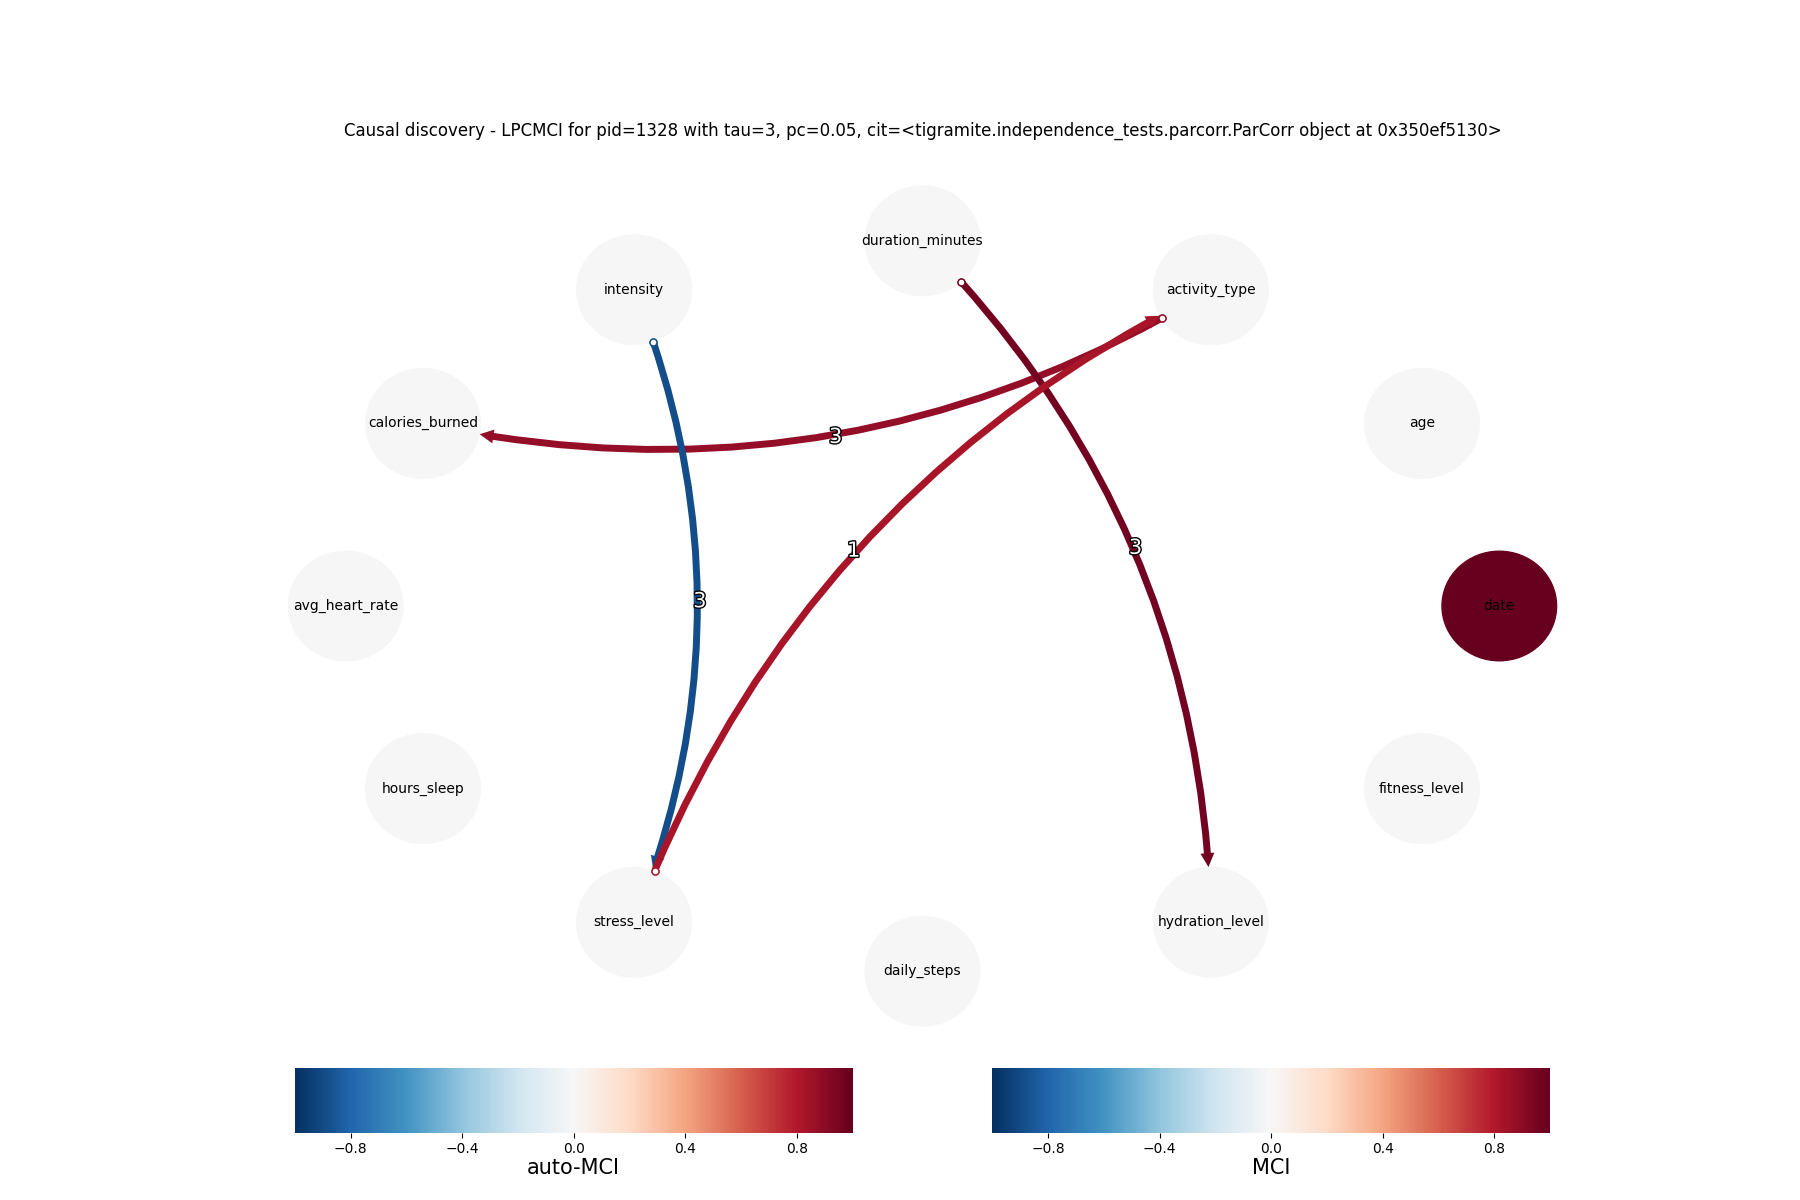 Causal discovery - LPCMCI for pid=1328 with tau=3, pc=0.05, cit=<tigramite.independence_tests.parcorr.ParCorr object at 0x350ef5130>
duration_minutes
intensity
activity_type
calories_burned
age
3
1
3
3
avg_heart_rate
date
hours_sleep
fitness_level
stress_level
hydration_level
daily_steps
−0.8 −0.4 0.0 0.4 0.8
auto-MCI
−0.8 −0.4 0.0 0.4 0.8
MCI